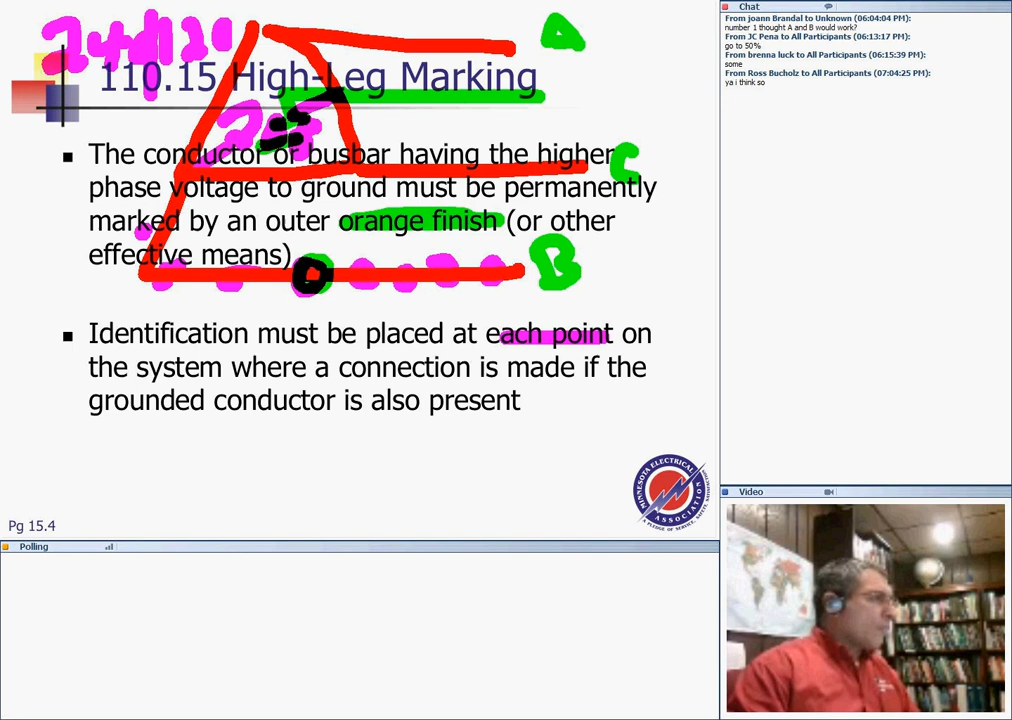 110.15 High-Leg Marking
A
C
The conductor or busbar having the higher
phase voltage to ground must be permanently
marked by an outer orange finish (or other
effective means)
B
Identification must be placed at each point on
the system where a connection is made if the
grounded conductor is also present
MINNESOTA ELECTRICAL
ASSOCIATION
Pg 15.4
Polling
Chat
From joann Brandal to Unknown (06:04:04 PM):
number 1 thought A and B would work?
From JC Pena to All Participants (06:13:17 PM):
go to 50%
From brenna luck to All Participants (06:15:39 PM):
some
From Ross Bucholz to All Participants (07:04:25 PM):
ya i think so
Video